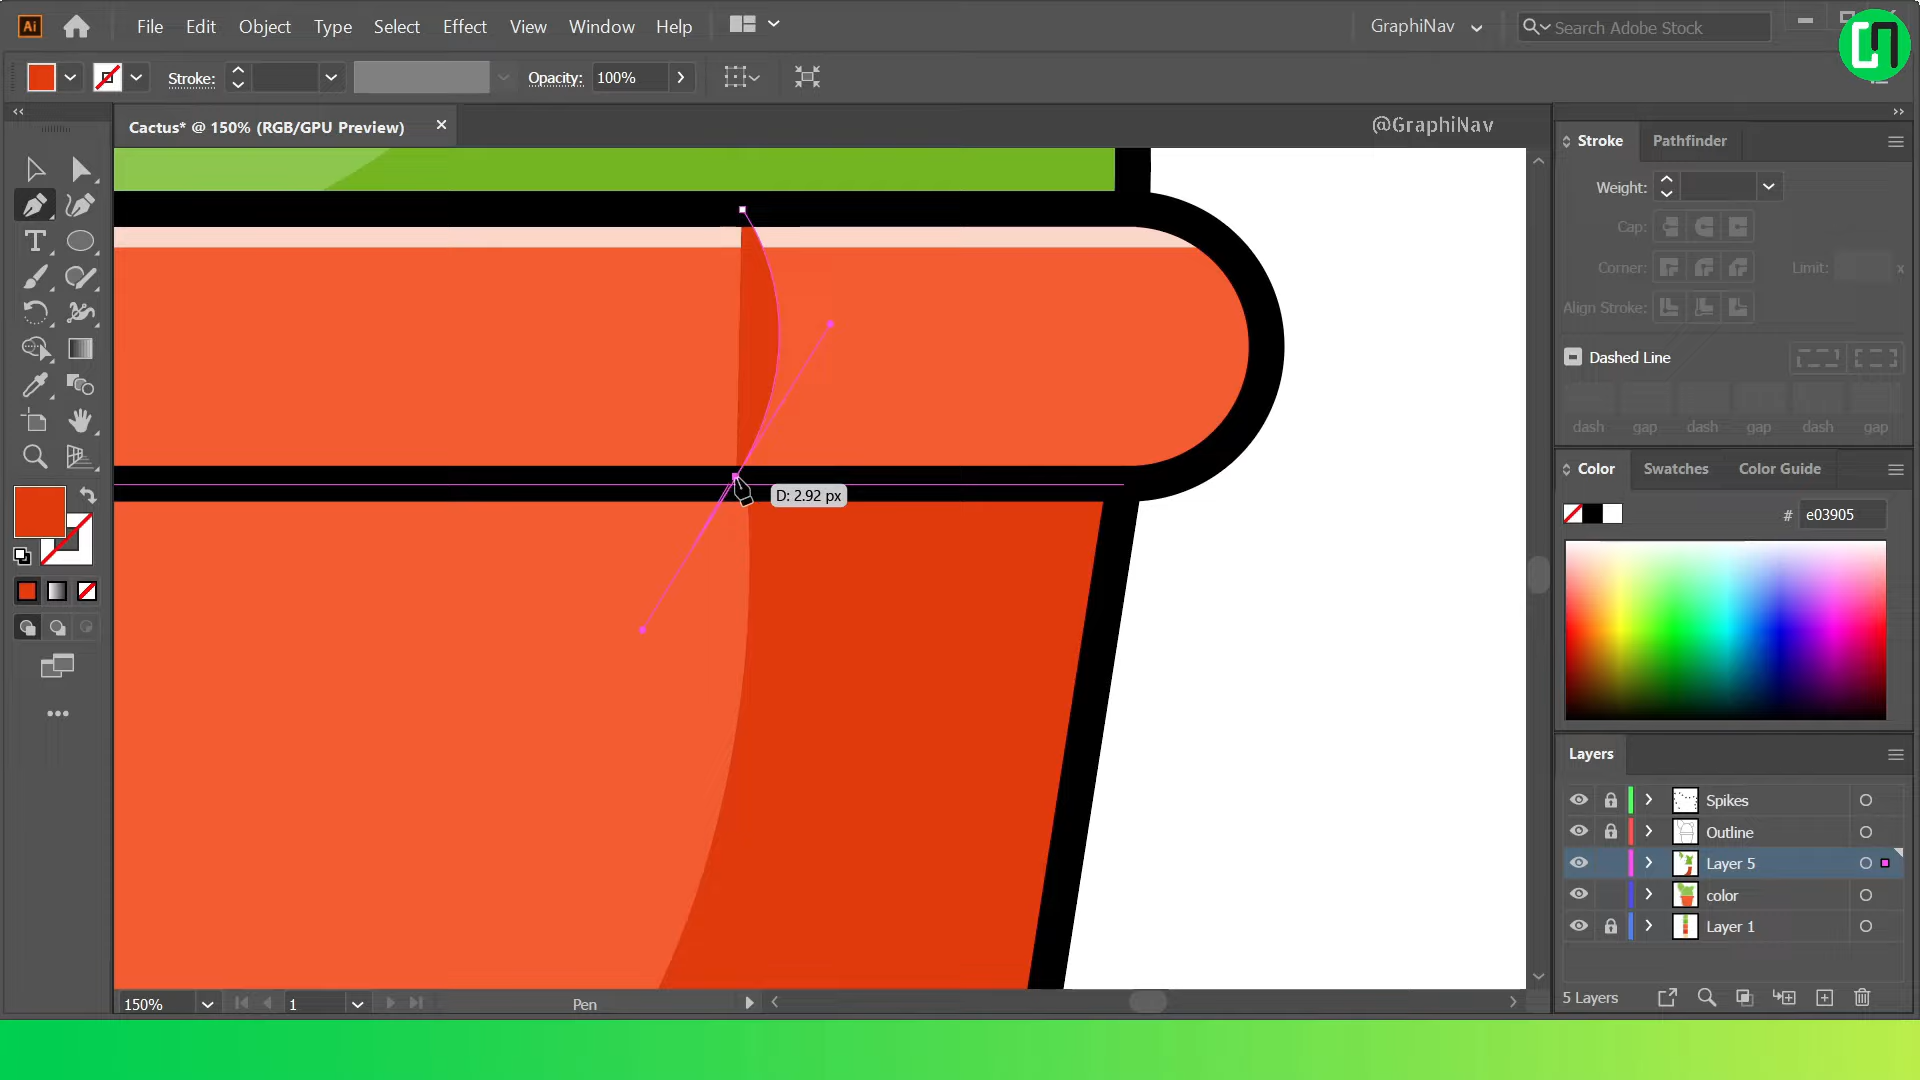 Ai File Edit Object Type Select Effect View Window Help GraphiNav Search Adobe Stock
Stroke: Opacity: 100%
Cactus* @ 150% (RGB/GPU Preview)
@GraphiNav
Stroke Pathfinder
Weight:
Cap:
Corner: Limit: x
Align Stroke:
Dashed Line
dash gap dash gap dash gap
Color Swatches Color Guide
# e03905
D: 2.92 px
Layers
Spikes
Outline
Layer 5
color
Layer 1
5 Layers
150% 1 Pen